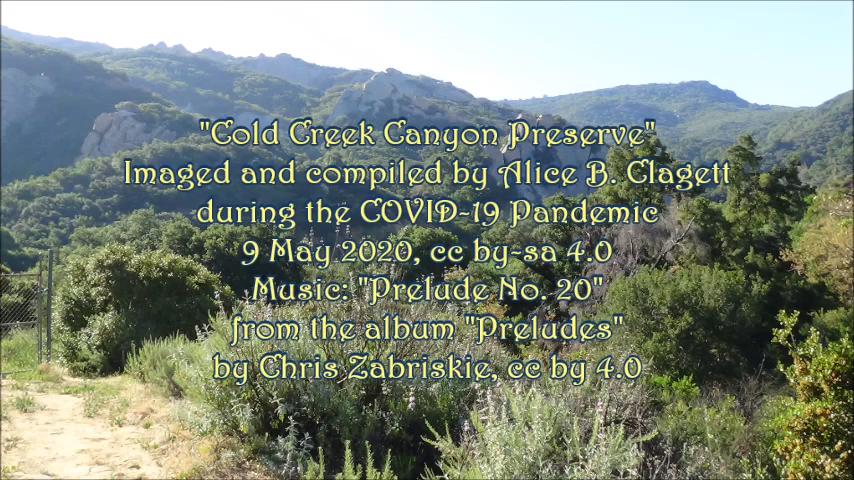 "Cold Creek Canyon Preserve"
Imaged and compiled by Alice B. Clagett
during the COVID-19 Pandemic
9 May 2020, cc by-sa 4.0
Music: "Prelude No. 20"
from the album "Preludes"
by Chris Zabriskie, cc by 4.0